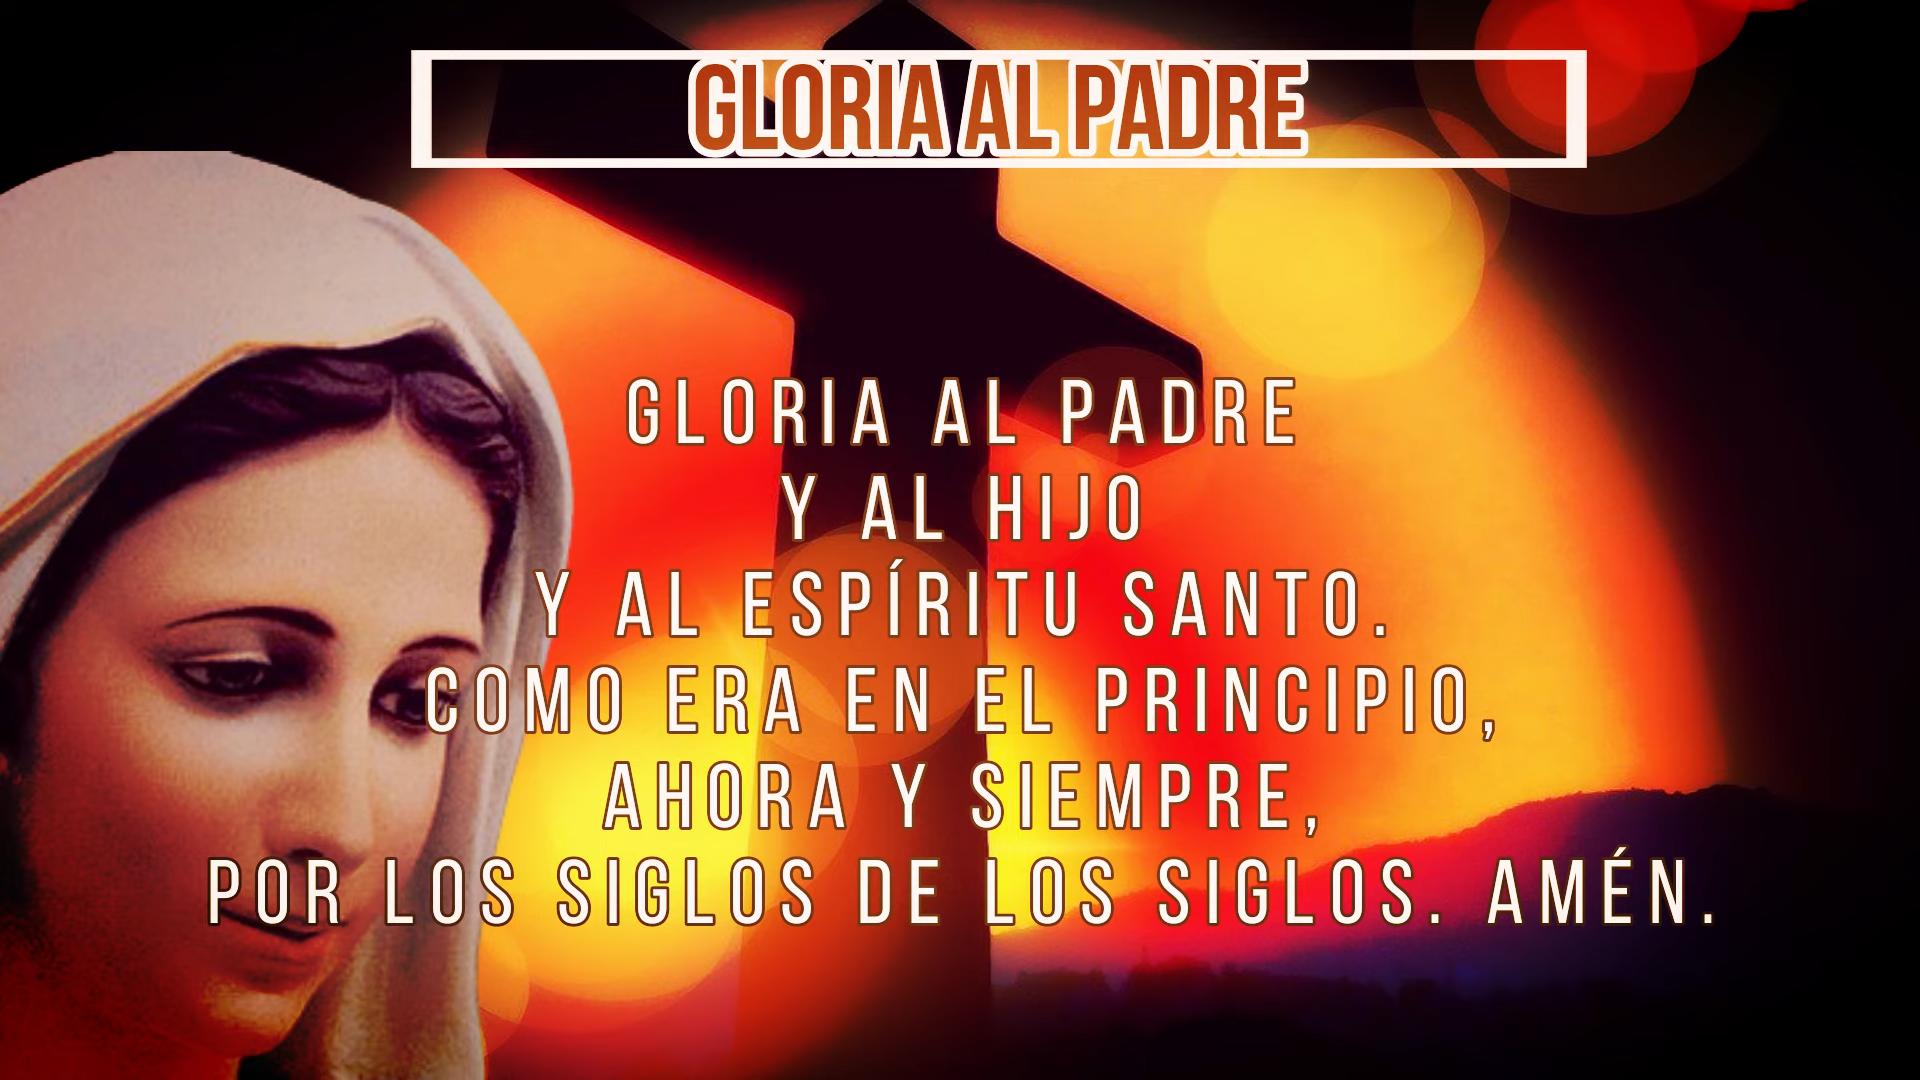 GLORIA AL PADRE
GLORIA AL PADRE
Y AL HIJO
Y AL ESPÍRITU SANTO.
COMO ERA EN EL PRINCIPIO,
AHORA Y SIEMPRE,
POR LOS SIGLOS DE LOS SIGLOS. AMÉN.